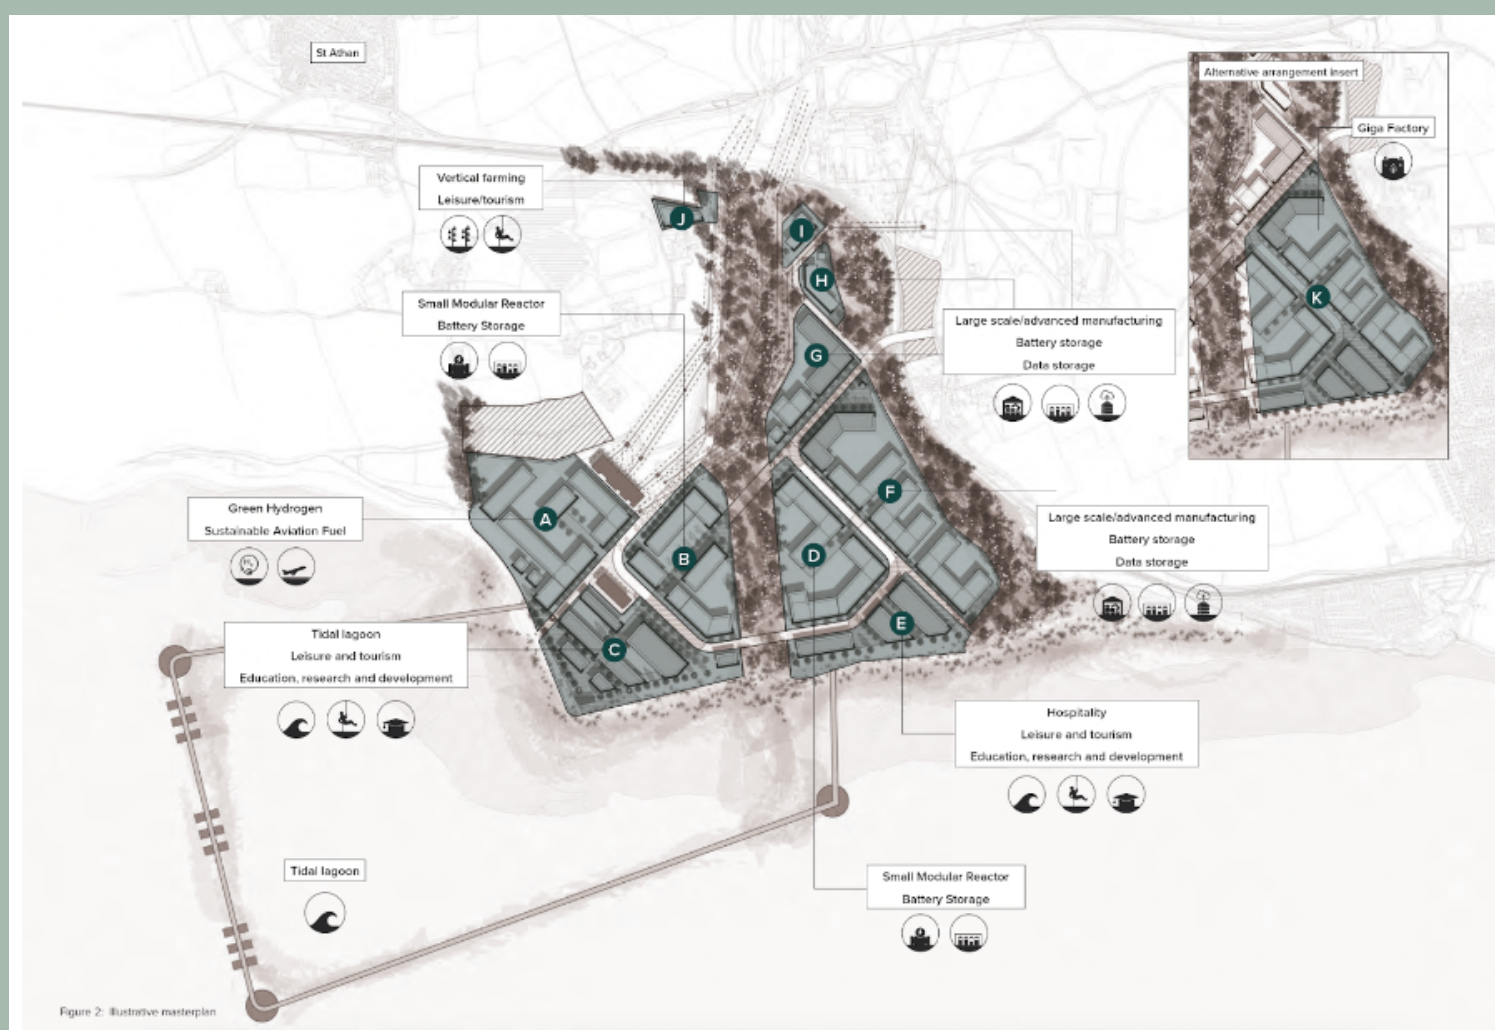 St Athan
Alternative arrangement insert
Giga Factory
K
Vertical farming
Leisure/tourism
J
I
H
Small Modular Reactor
Battery Storage
G
Large scale/advanced manufacturing
Battery storage
Data storage
Green Hydrogen
Sustainable Aviation Fuel
A
B
D
F
Large scale/advanced manufacturing
Battery storage
Data storage
Tidal lagoon
Leisure and tourism
Education, research and development
C
E
Hospitality
Leisure and tourism
Education, research and development
Tidal lagoon
Small Modular Reactor
Battery Storage
Figure 2: Illustrative masterplan